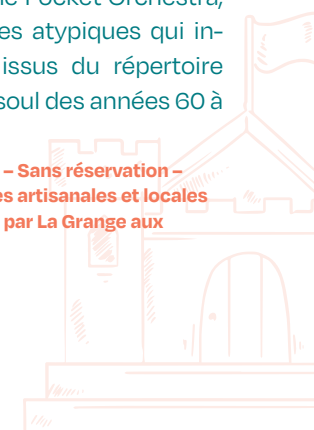 ne Pocket Orchestra,
es atypiques qui in-
issus du répertoire
soul des années 60 à
– Sans réservation –
es artisanales et locales
par La Grange aux